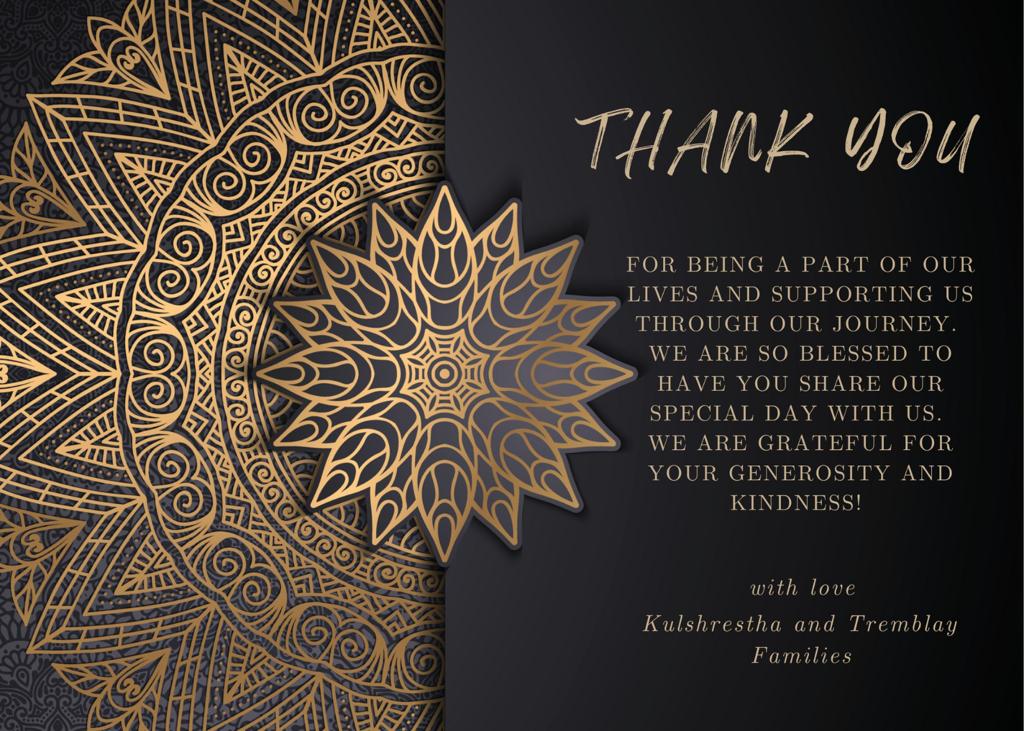 THANK YOU
FOR BEING A PART OF OUR
LIVES AND SUPPORTING US
THROUGH OUR JOURNEY.
WE ARE SO BLESSED TO
HAVE YOU SHARE OUR
SPECIAL DAY WITH US.
WE ARE GRATEFUL FOR
YOUR GENEROSITY AND
KINDNESS!
with love
Kulshrestha and Tremblay
Families